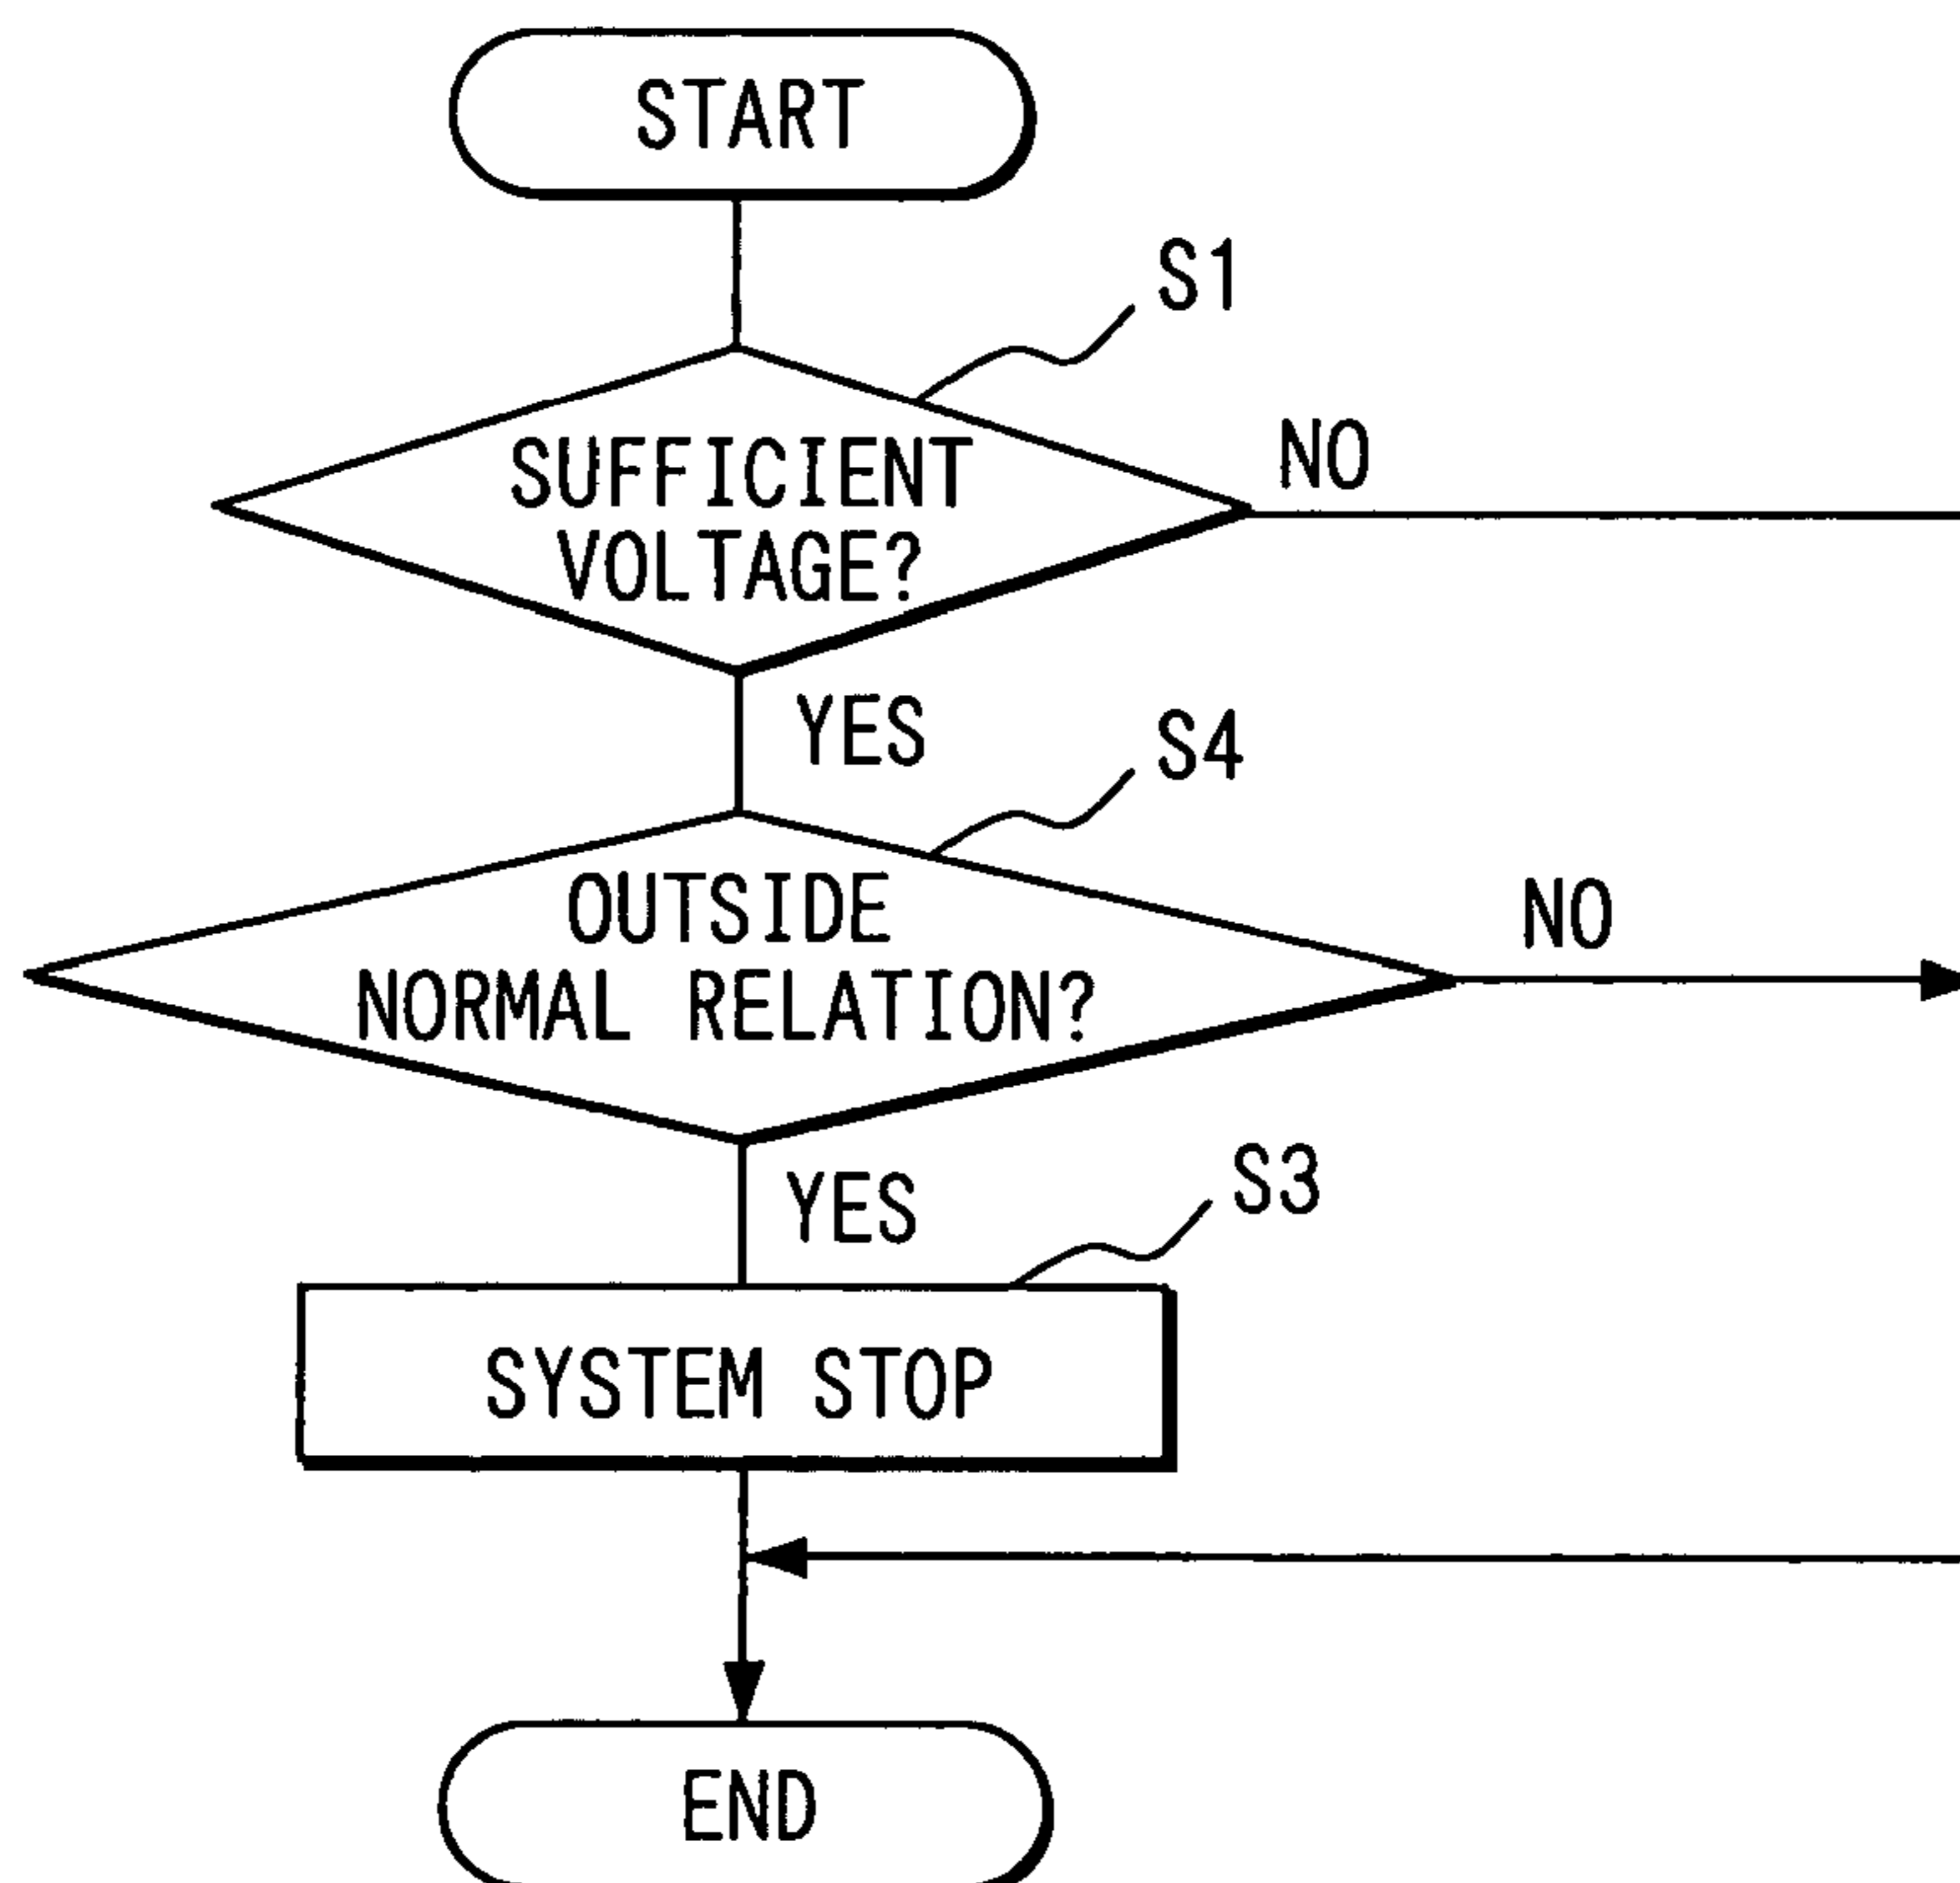 START
S1
SUFFICIENT
VOLTAGE?
NO
YES
S4
OUTSIDE
NORMAL RELATION?
NO
YES
S3
SYSTEM STOP
END